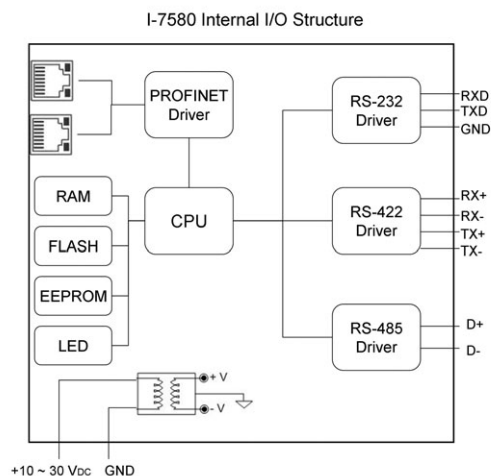 I-7580 Internal I/O Structure
PROFINET
Driver
RS-232
Driver
RXD
TXD
GND
RAM
FLASH
EEPROM
LED
CPU
RS-422
Driver
RX+
RX-
TX+
TX-
RS-485
Driver
D+
D-
+ V
- V
+10 ~ 30 VDC GND